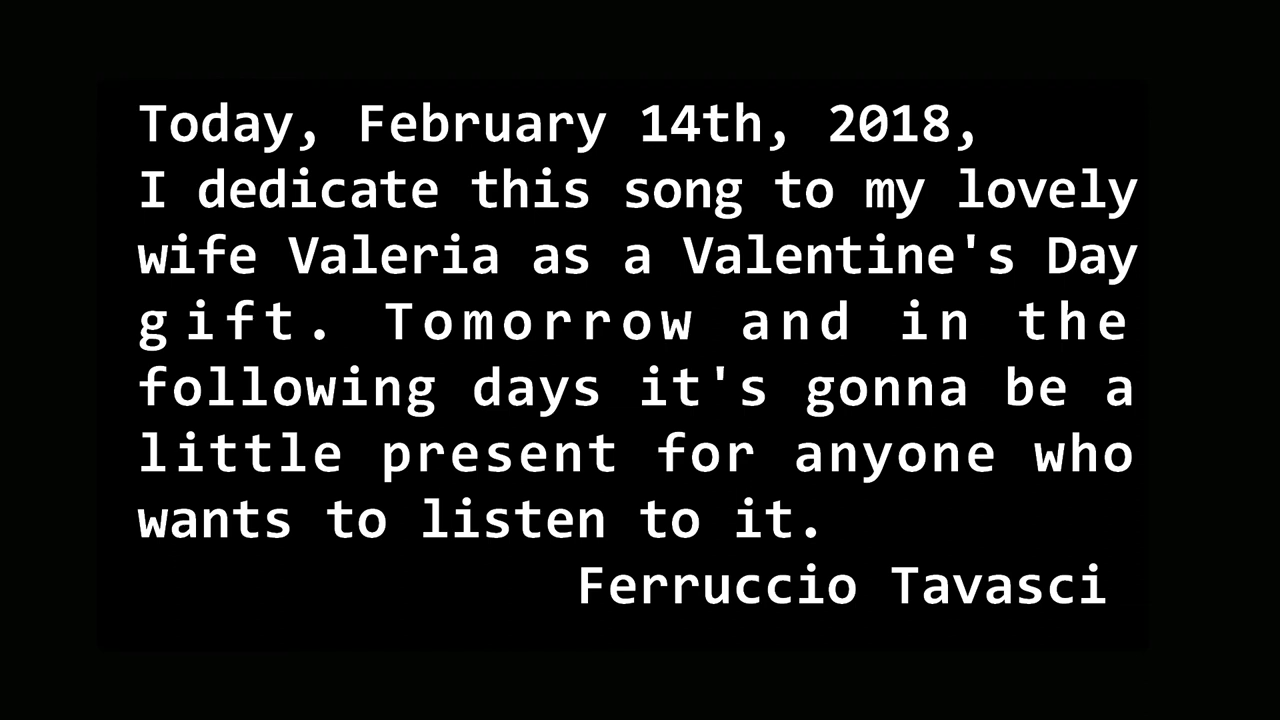 Today, February 14th, 2018,
I dedicate this song to my lovely
wife Valeria as a Valentine's Day
gift. Tomorrow and in the
following days it's gonna be a
little present for anyone who
wants to listen to it.
Ferruccio Tavasci